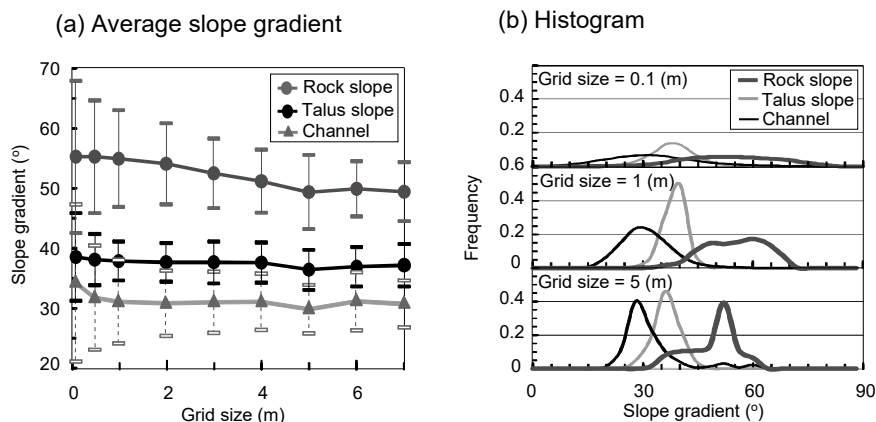 (a) Average slope gradient
70
60
50
40
30
20
Slope gradient (°)
Rock slope
Talus slope
Channel
0
2
4
6
Grid size (m)
(b) Histogram
Frequency
Grid size = 0.1 (m)
Rock slope
Talus slope
Channel
0.6
0.4
0.2
0.6
Grid size = 1 (m)
0.4
0.2
0
Grid size = 5 (m)
0.4
0.2
0
0
30
60
90
Slope gradient (°)